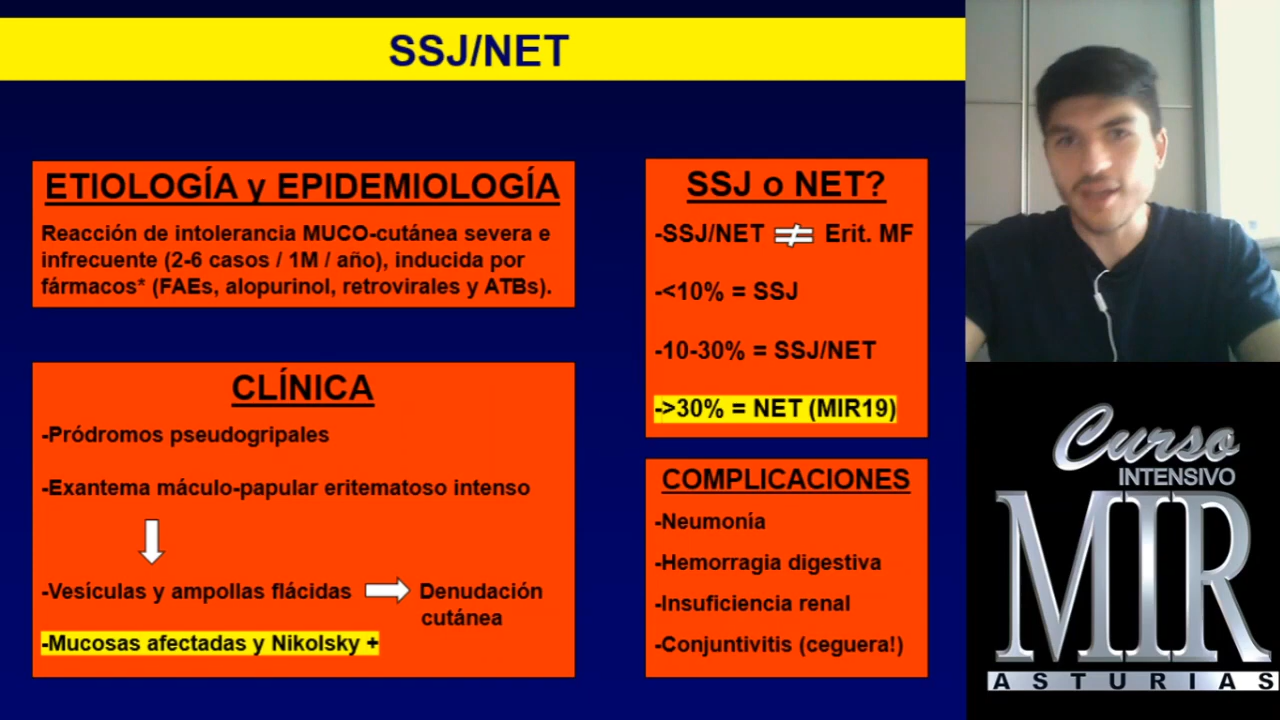 SSJ/NET
ETIOLOGÍA y EPIDEMIOLOGÍA
Reacción de intolerancia MUCO-cutánea severa e
infrecuente (2-6 casos / 1M / año), inducida por
fármacos* (FAEs, alopurinol, retrovirales y ATBs).
CLÍNICA
-Pródromos pseudogripales
-Exantema máculo-papular eritematoso intenso
-Vesículas y ampollas flácidas
Denudación
cutánea
-Mucosas afectadas y Nikolsky +
SSJ o NET?
-SSJ/NET ≠ Erit. MF
-<10% = SSJ
-10-30% = SSJ/NET
->30% = NET (MIR19)
COMPLICACIONES
-Neumonía
-Hemorragia digestiva
-Insuficiencia renal
-Conjuntivitis (ceguera!)
Curso
INTENSIVO
MIR
ASTURIAS